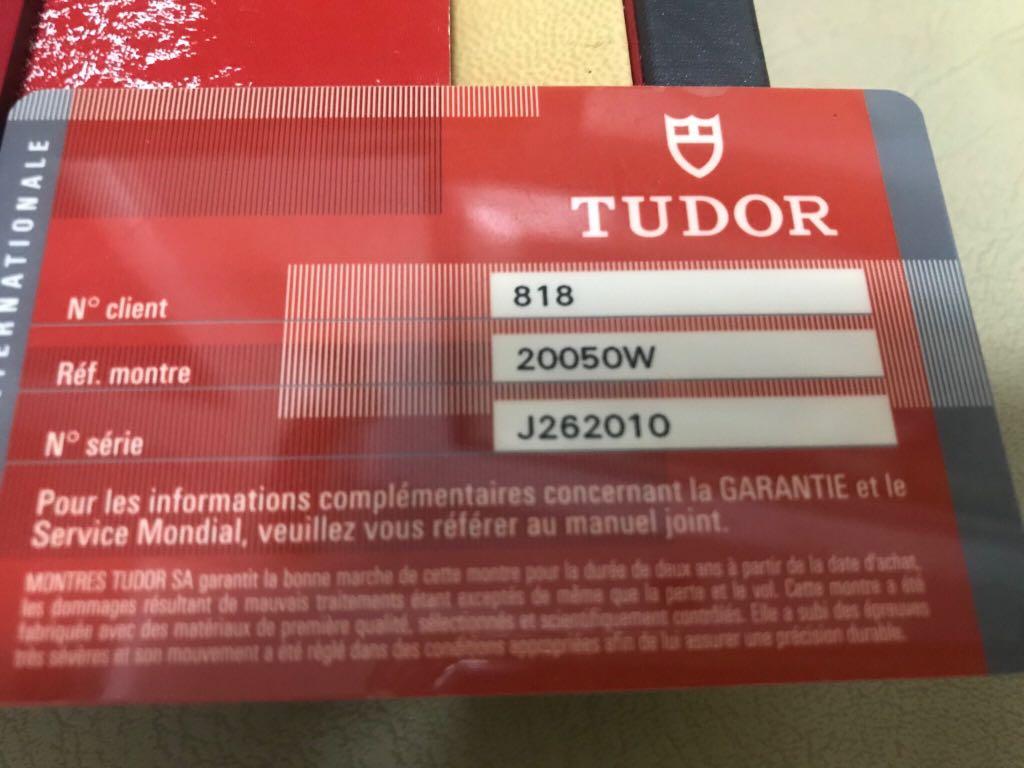 TERNATIONALE
TUDOR
N° client 818
Réf. montre 20050W
N° série J262010
Pour les informations complémentaires concernant la GARANTIE et le
Service Mondial, veuillez vous référer au manuel joint.
MONTRES TUDOR SA garantit la bonne marche de cette montre pour la durée de deux ans à partir de la date d'achat,
les dommages résultant de mauvais traitements étant exceptés de même que la perte et le vol. Cette montre a été
fabriquée avec des matériaux de première qualité, sélectionnés et scientifiquement contrôlés. Elle a subi des épreuves
très sévères et son mouvement a été réglé dans des conditions appropriées afin de lui assurer une précision durable.